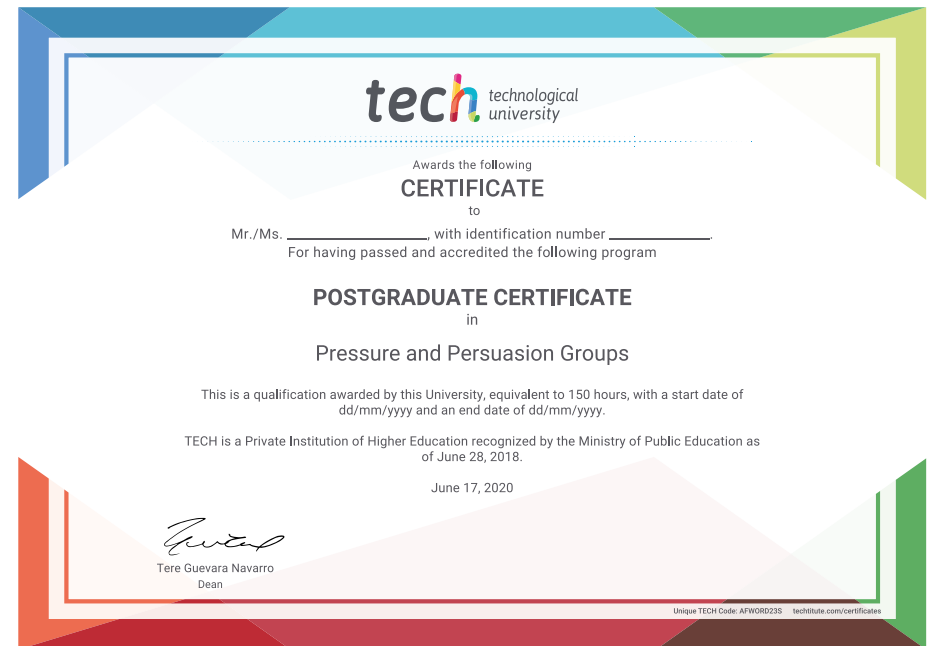 tech technological
university
Awards the following
CERTIFICATE
to
Mr./Ms. ____________________, with identification number ______________.
For having passed and accredited the following program
POSTGRADUATE CERTIFICATE
in
Pressure and Persuasion Groups
This is a qualification awarded by this University, equivalent to 150 hours, with a start date of
dd/mm/yyyy and an end date of dd/mm/yyyy.
TECH is a Private Institution of Higher Education recognized by the Ministry of Public Education as
of June 28, 2018.
June 17, 2020
Tere Guevara Navarro
Dean
Unique TECH Code: AFWORD23S techtitute.com/certificates